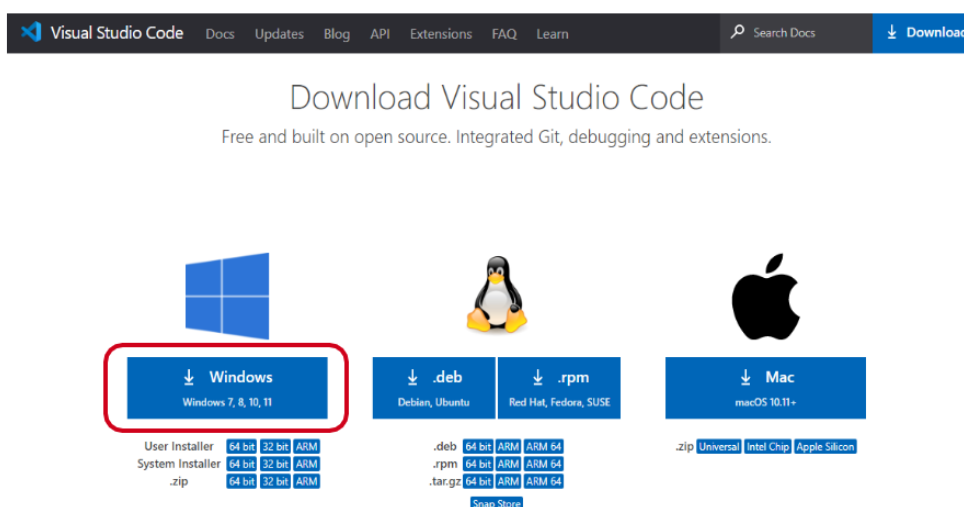 Visual Studio Code Docs Updates Blog API Extensions FAQ Learn Search Docs Download
Download Visual Studio Code
Free and built on open source. Integrated Git, debugging and extensions.
Windows
Windows 7, 8, 10, 11
User Installer 64 bit 32 bit ARM
System Installer 64 bit 32 bit ARM
.zip 64 bit 32 bit ARM
.deb
Debian, Ubuntu
.rpm
Red Hat, Fedora, SUSE
.deb 64 bit ARM ARM 64
.rpm 64 bit ARM ARM 64
.tar.gz 64 bit ARM ARM 64
Snap Store
Mac
macOS 10.11+
.zip Universal Intel Chip Apple Silicon